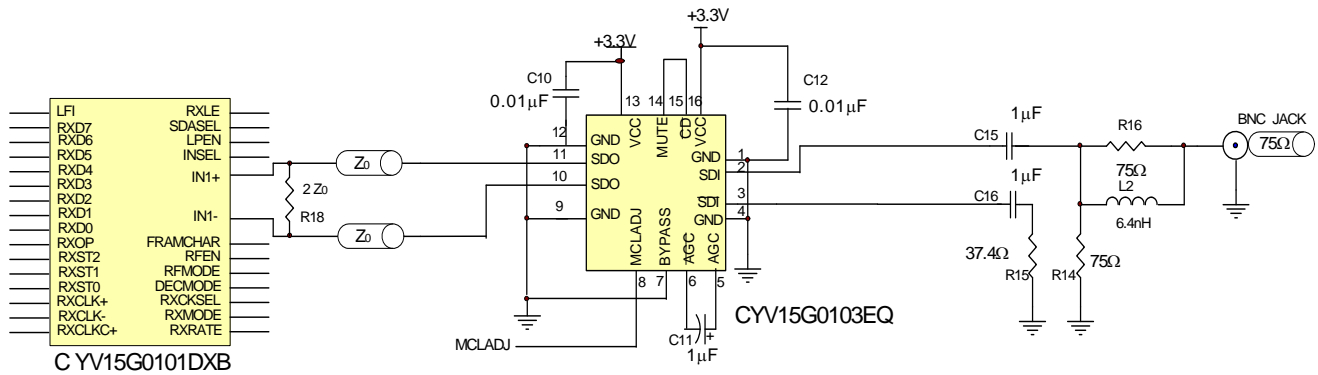 +3.3V
+3.3V
C10
0.01µF
C12
0.01µF
LFI
RXD7
RXD6
RXD5
RXD4
RXD3
RXD2
RXD1
RXD0
RXOP
RXST2
RXST1
RXST0
RXCLK+
RXCLK-
RXCLKC+
RXLE
SDASEL
LPEN
INSEL
IN1+
IN1-
FRAMCHAR
RFEN
RFMODE
DECMODE
RXCKSEL
RXMODE
RXRATE
CYV15G0101DXB
2 Z0
R18
Z0
Z0
12
11
10
9
13
14
15
16
GND
SDO
SDO
GND
VCC
MUTE
CD
VCC
GND
SDI
SDI
GND
1
2
3
4
MCLADJ
BYPASS
AGC
AGC
8
7
6
5
CYV15G0103EQ
C11
+
1µF
MCLADJ
1µF
C15
1µF
C16
R16
75Ω
L2
6.4nH
37.4Ω
R15
R14
75Ω
BNC JACK
75Ω